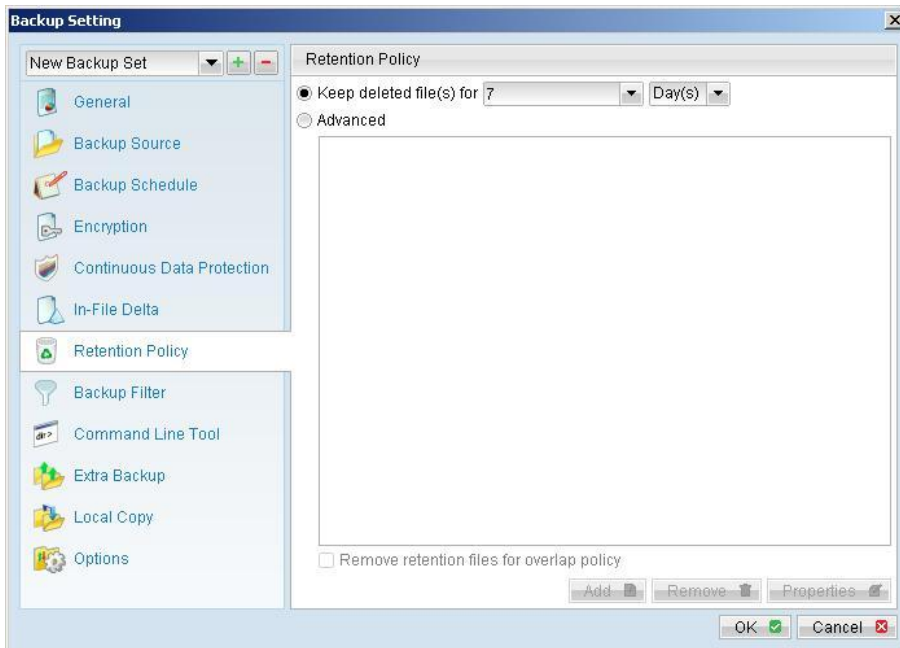 Backup Setting
New Backup Set
General
Backup Source
Backup Schedule
Encryption
Continuous Data Protection
In-File Delta
Retention Policy
Backup Filter
dir>
Command Line Tool
Extra Backup
Local Copy
Options
Retention Policy
Keep deleted file(s) for 7 Day(s)
Advanced
Remove retention files for overlap policy
Add Remove Properties
OK Cancel